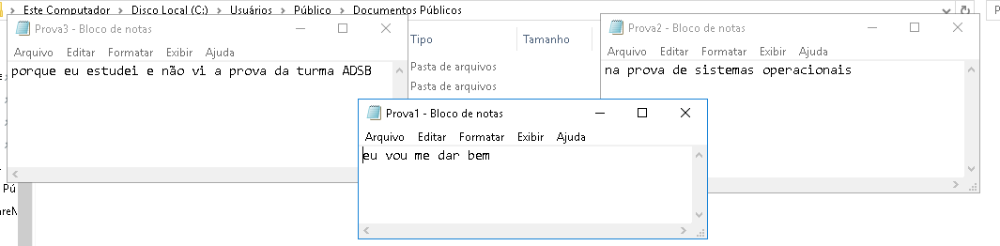 Este Computador > Disco Local (C:) > Usuários > Público > Documentos Públicos
Prova3 - Bloco de notas
Arquivo Editar Formatar Exibir Ajuda
porque eu estudei e não vi a prova da turma ADSB
Tipo Tamanho
Pasta de arquivos
Pasta de arquivos
Prova2 - Bloco de notas
Arquivo Editar Formatar Exibir Ajuda
na prova de sistemas operacionais
Prova1 - Bloco de notas
Arquivo Editar Formatar Exibir Ajuda
eu vou me dar bem